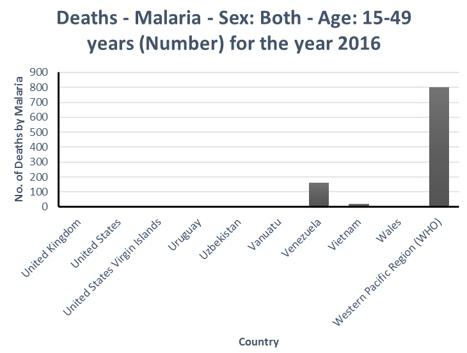 Deaths - Malaria - Sex: Both - Age: 15-49
years (Number) for the year 2016
No. of Deaths by Malaria
900
800
700
600
500
400
300
200
100
0
United Kingdom
United States
United States Virgin Islands
Uruguay
Uzbekistan
Vanuatu
Venezuela
Vietnam
Wales
Western Pacific Region (WHO)
Country